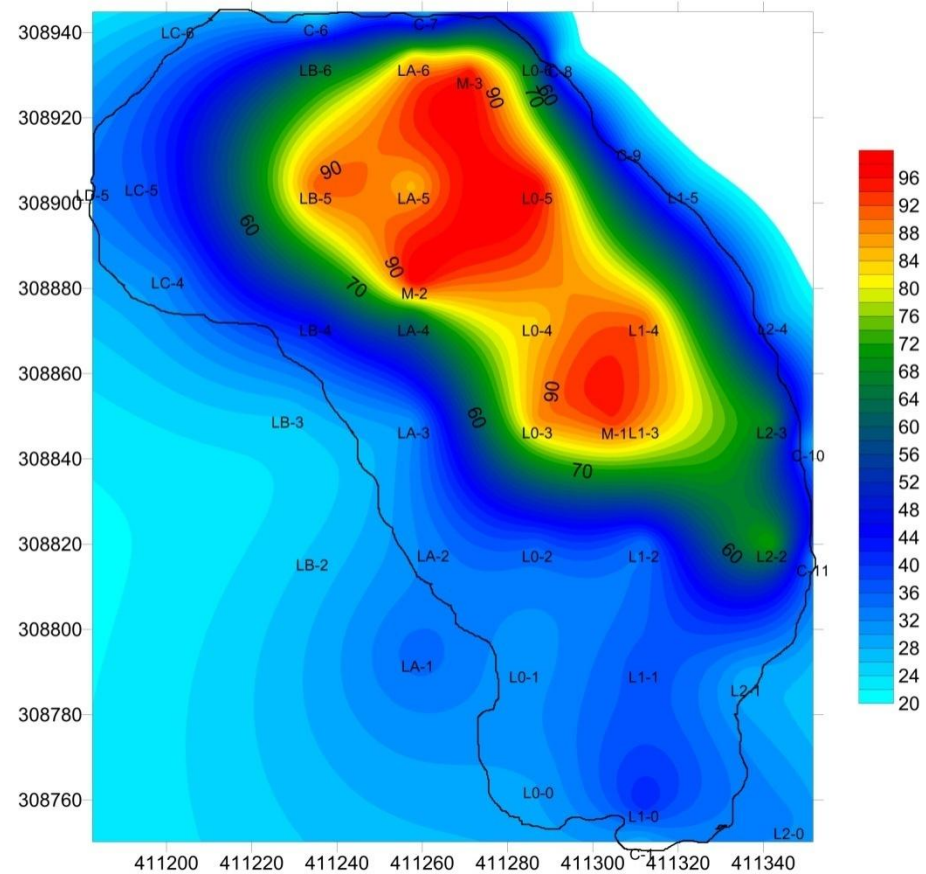 308940
LC-6
C-6
C-7
LB-6
LA-6
L0-6
C-8
M-3
90
70
60
308920
C-9
90
96
308900
LD-5
LC-5
LB-5
LA-5
L0-5
L1-5
92
60
88
90
84
308880
LC-4
70
M-2
80
76
LB-4
LA-4
L0-4
L1-4
L2-4
72
308860
68
90
64
LB-3
60
LA-3
L0-3
M-1
L1-3
L2-3
60
308840
70
C-10
56
52
48
308820
LB-2
LA-2
L0-2
L1-2
60
L2-2
C-11
44
40
308800
36
LA-1
L0-1
L1-1
L2-1
32
28
308780
24
20
308760
L0-0
L1-0
L2-0
C-1
411200
411220
411240
411260
411280
411300
411320
411340